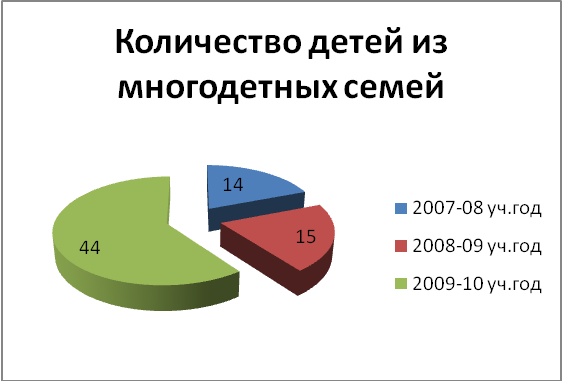 Количество детей из
многодетных семей
14
15
44
2007-08 уч.год
2008-09 уч.год
2009-10 уч.год